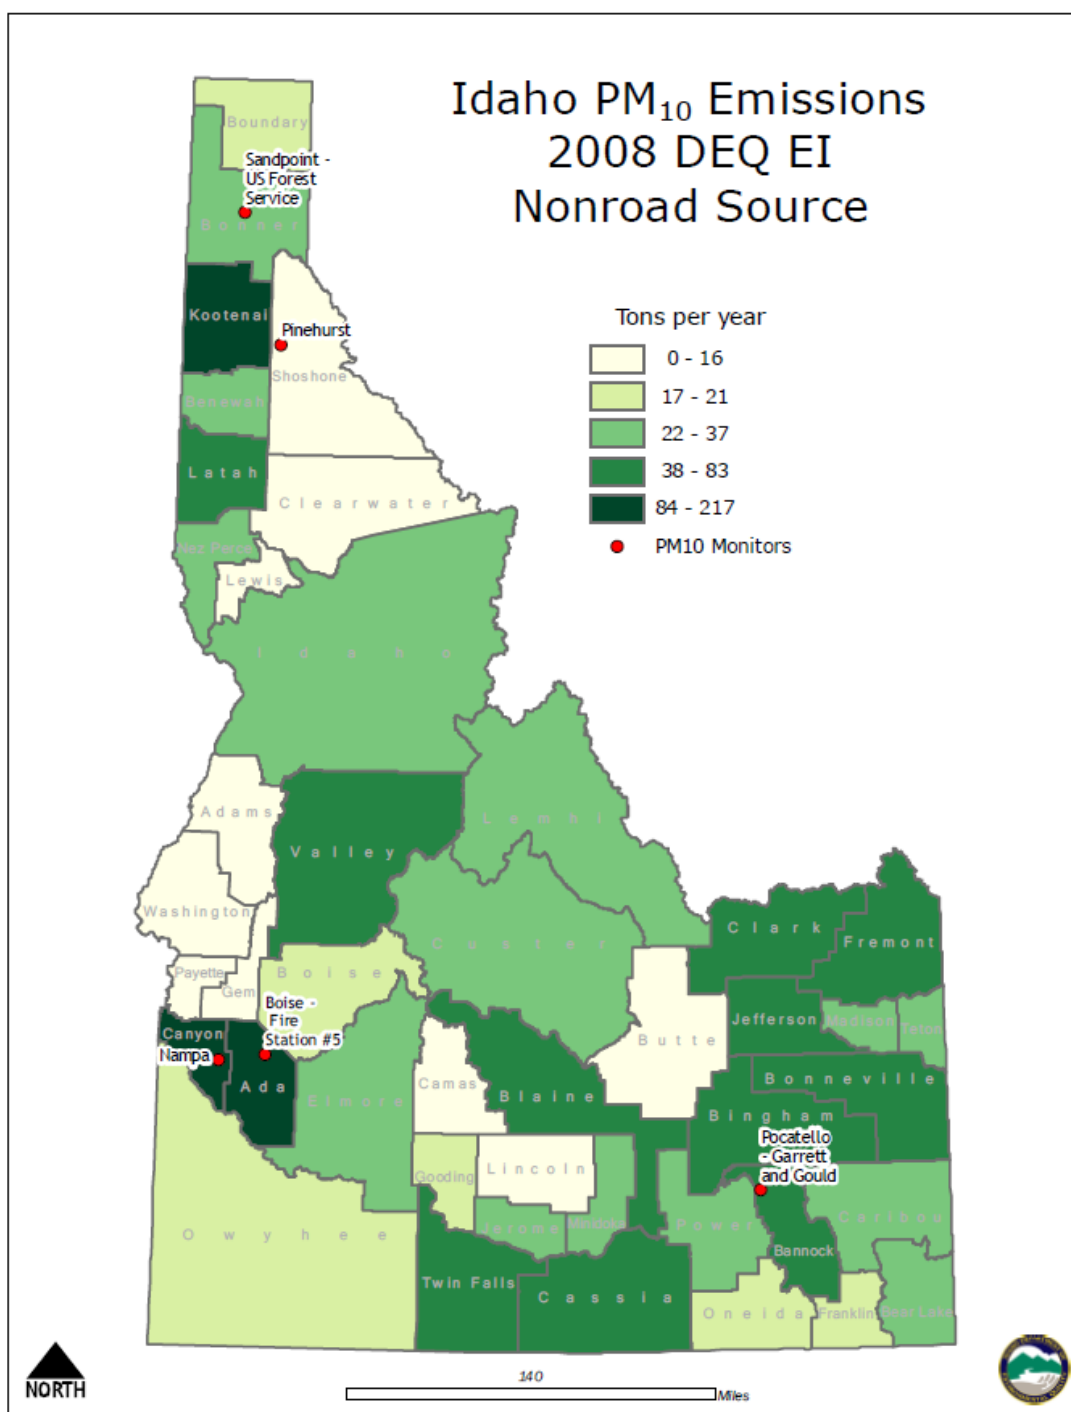 Idaho PM10 Emissions
2008 DEQ EI
Nonroad Source
Boundary
Sandpoint -
US Forest
Service
Bonner
Kootenai
Pinehurst
Shoshone
Benewah
Latah
Clearwater
Nez Perce
Lewis
Idaho
Tons per year
0 - 16
17 - 21
22 - 37
38 - 83
84 - 217
PM10 Monitors
Adams
Lemhi
Valley
Washington
Custer
Clark
Fremont
Payette
Gem
Boise
Boise -
Fire
Station #5
Canyon
Nampa
Ada
Elmore
Camas
Blaine
Butte
Jefferson
Madison
Teton
Bonneville
Bingham
Pocatello
- Garrett
and Gould
Gooding
Lincoln
Jerome
Minidoka
Power
Caribou
Owyhee
Bannock
Twin Falls
Cassia
Oneida
Franklin
Bear Lake
NORTH
140
Miles